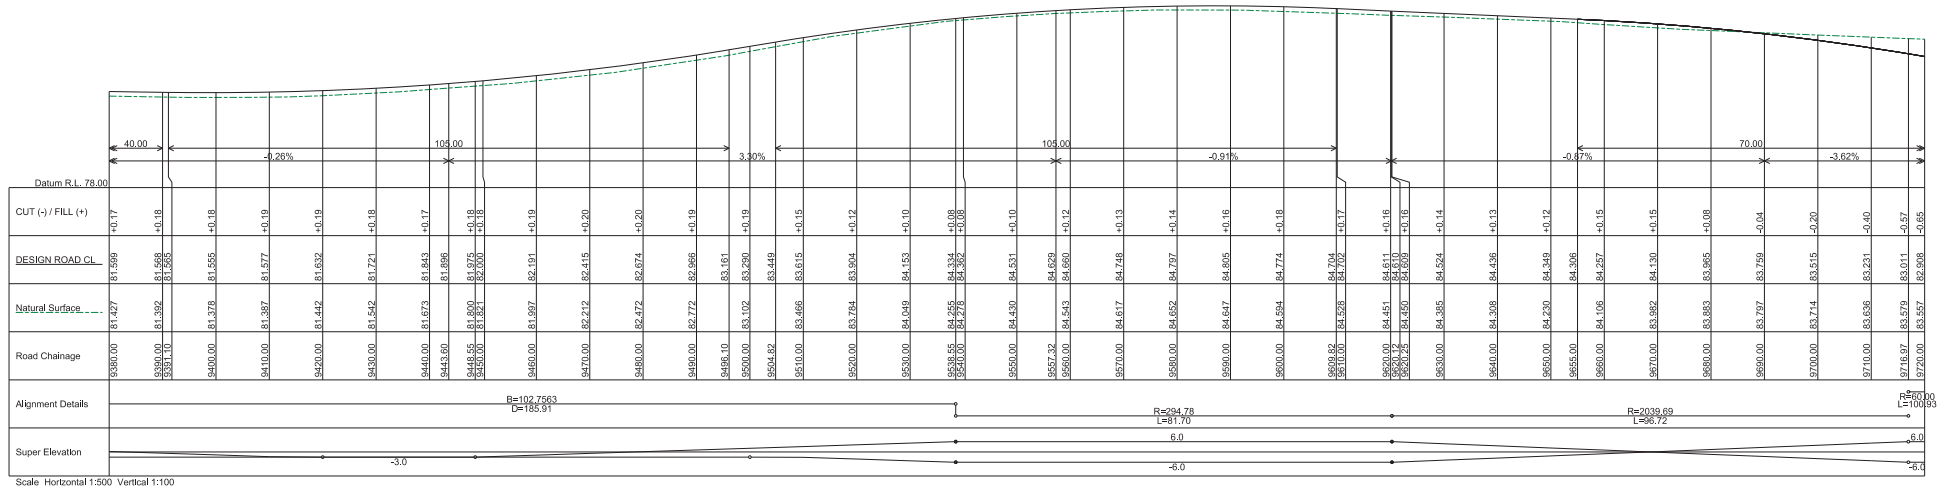 40.00 105.00 105.00 70.00
-0.26% 3.30% -0.91% -0.87% -3.62%
Datum R.L. 78.00
CUT (-) / FILL (+) +0.17 +0.18 +0.18 +0.19 +0.19 +0.18 +0.17 +0.18 +0.18 +0.19 +0.20 +0.20 +0.19 +0.19 +0.15 +0.12 +0.10 +0.08 +0.08 +0.10 +0.12 +0.13 +0.14 +0.16 +0.18 +0.17 +0.16 +0.16 +0.14 +0.13 +0.12 +0.15 +0.15 +0.08 -0.04 -0.20 -0.40 -0.57 -0.65
DESIGN ROAD CL 81.599 81.568 81.565 81.555 81.577 81.632 81.721 81.843 81.896 81.975 82.000 82.191 82.415 82.674 82.966 83.161 83.290 83.449 83.615 83.904 84.153 84.334 84.362 84.531 84.629 84.660 84.748 84.797 84.805 84.774 84.704 84.702 84.611 84.610 84.609 84.524 84.436 84.349 84.306 84.257 84.130 83.965 83.759 83.515 83.231 83.011 82.908
Natural Surface 81.427 81.392 81.378 81.387 81.442 81.542 81.673 81.800 81.821 81.997 82.212 82.472 82.772 83.102 83.466 83.784 84.049 84.255 84.278 84.430 84.543 84.617 84.652 84.647 84.594 84.528 84.451 84.450 84.385 84.308 84.230 84.106 83.982 83.883 83.797 83.714 83.636 83.579 83.557
Road Chainage 9380.00 9390.00 9391.10 9400.00 9410.00 9420.00 9430.00 9440.00 9443.60 9448.55 9450.00 9460.00 9470.00 9480.00 9490.00 9496.10 9500.00 9504.82 9510.00 9520.00 9530.00 9538.55 9540.00 9550.00 9557.32 9560.00 9570.00 9580.00 9590.00 9600.00 9609.82 9610.00 9620.00 9620.12 9620.25 9630.00 9640.00 9650.00 9655.00 9660.00 9670.00 9680.00 9690.00 9700.00 9710.00 9716.97 9720.00
Alignment Details B=102.7563 R=294.78 R=2039.69 R=60.00
D=185.91 L=81.70 L=96.72 L=100.93
Super Elevation -3.0 6.0 -6.0 6.0 -6.0
Scale Horizontal 1:500 Vertical 1:100